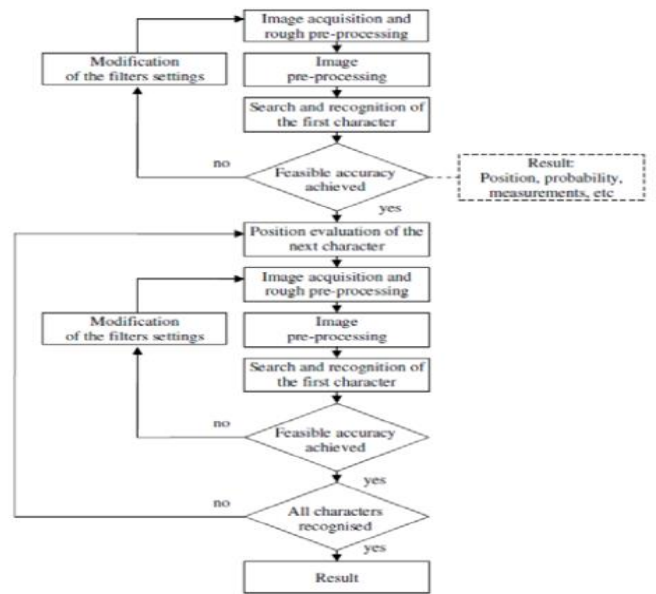 Image acquisition and
rough pre-processing
Modification
of the filters settings
Image
pre-processing
Search and recognition of
the first character
no
Feasible accuracy
achieved
Result:
Position, probability,
measurements, etc
yes
Position evaluation of the
next character
Image acquisition and
rough pre-processing
Modification
of the filters settings
Image
pre-processing
Search and recognition of
the first character
no
Feasible accuracy
achieved
yes
no
All characters
recognised
yes
Result